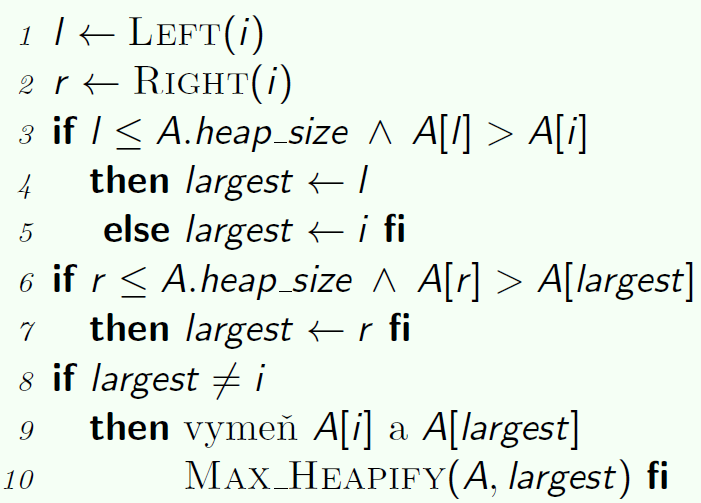 1 l ← LEFT(i)
2 r ← RIGHT(i)
3 if l ≤ A.heap_size ∧ A[l] > A[i]
4 then largest ← l
5 else largest ← i fi
6 if r ≤ A.heap_size ∧ A[r] > A[largest]
7 then largest ← r fi
8 if largest ≠ i
9 then vymeň A[i] a A[largest]
10 MAX_HEAPIFY(A, largest) fi